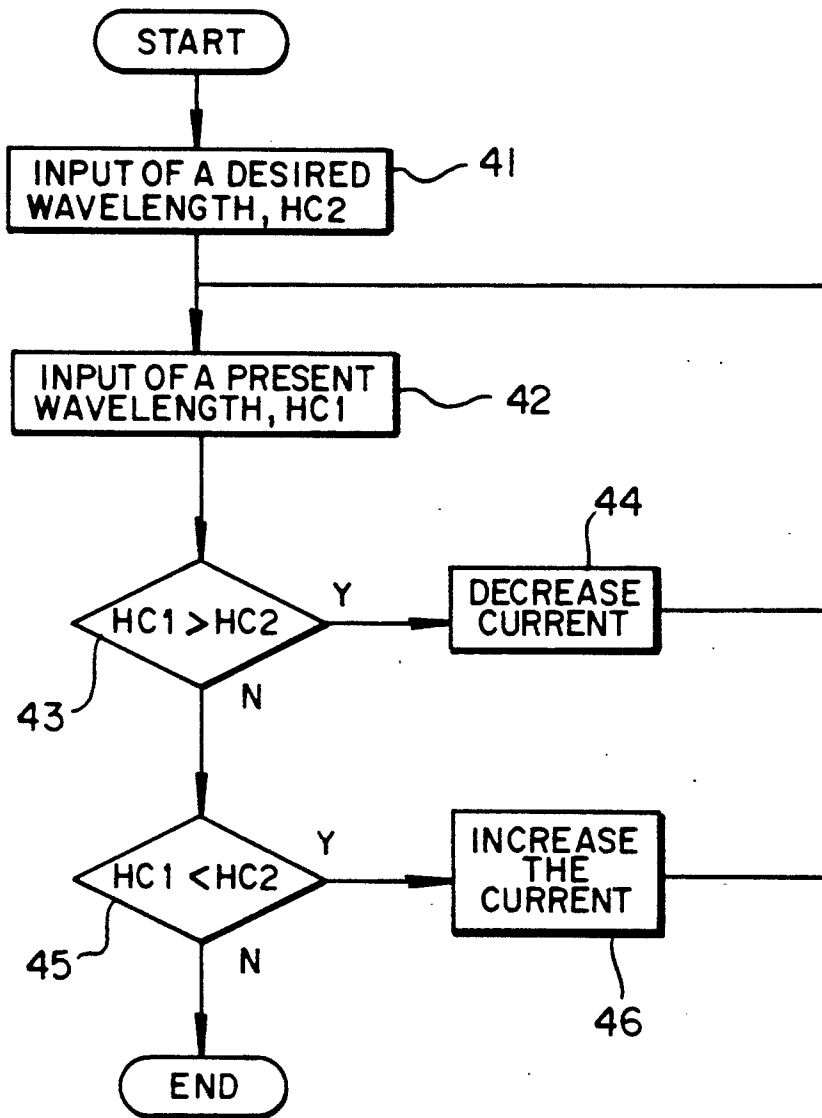 START
INPUT OF A DESIRED
WAVELENGTH, HC2
41
INPUT OF A PRESENT
WAVELENGTH, HC1
42
44
HC1 > HC2
Y
DECREASE
CURRENT
43
N
HC1 < HC2
Y
INCREASE
THE
CURRENT
45
N
46
END